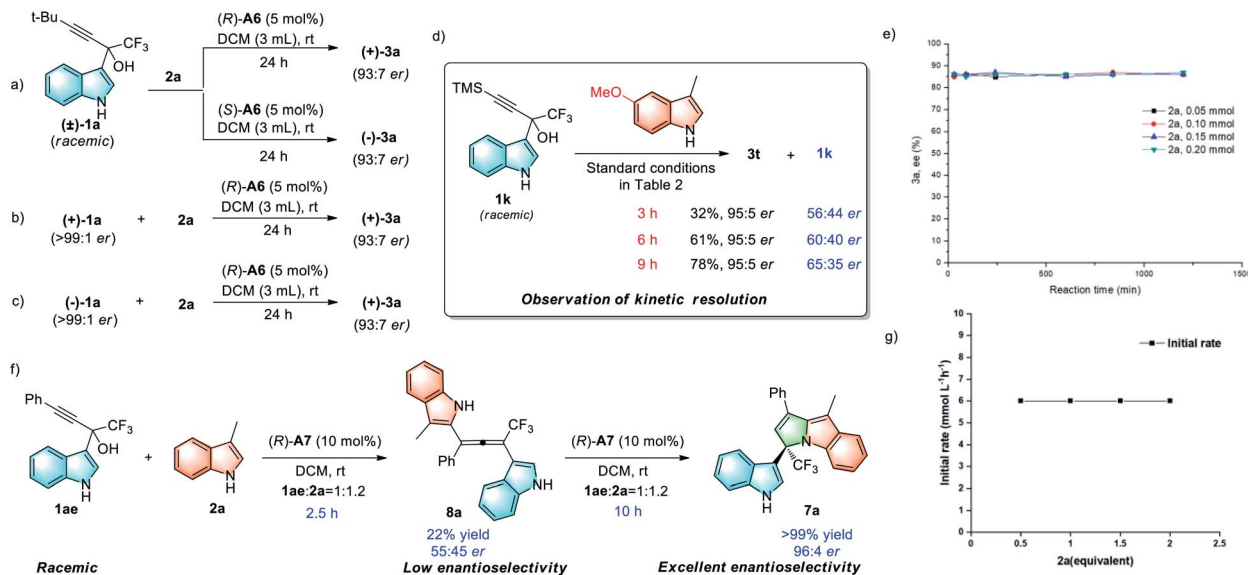 a)
t-Bu
CF3
OH
N
H
(±)-1a
(racemic)
2a
(R)-A6 (5 mol%)
DCM (3 mL), rt
24 h
(+)-3a
(93:7 er)
(S)-A6 (5 mol%)
DCM (3 mL), rt
24 h
(-)-3a
(93:7 er)
b)
(+)-1a
(>99:1 er)
+
2a
(R)-A6 (5 mol%)
DCM (3 mL), rt
24 h
(+)-3a
(93:7 er)
c)
(-)-1a
(>99:1 er)
+
2a
(R)-A6 (5 mol%)
DCM (3 mL), rt
24 h
(+)-3a
(93:7 er)
d)
TMS
CF3
OH
N
H
1k
(racemic)
MeO
N
H
Standard conditions
in Table 2
3t + 1k
3 h 32%, 95:5 er 56:44 er
6 h 61%, 95:5 er 60:40 er
9 h 78%, 95:5 er 65:35 er
Observation of kinetic resolution
e)
3a, ee (%)
100
90
80
70
60
50
40
30
20
10
0
2a, 0.05 mmol
2a, 0.10 mmol
2a, 0.15 mmol
2a, 0.20 mmol
0 500 1000 1500
Reaction time (min)
f)
Ph
CF3
OH
N
H
1ae
Racemic
+
N
H
2a
(R)-A7 (10 mol%)
DCM, rt
1ae:2a=1:1.2
2.5 h
NH
CF3
Ph
N
H
8a
22% yield
55:45 er
Low enantioselectivity
(R)-A7 (10 mol%)
DCM, rt
1ae:2a=1:1.2
10 h
Ph
N
CF3
N
H
7a
>99% yield
96:4 er
Excellent enantioselectivity
g)
Initial rate (mmol L-1h-1)
10
9
8
7
6
5
4
3
2
1
0
Initial rate
0.5 1 1.5 2 2.5
2a(equivalent)